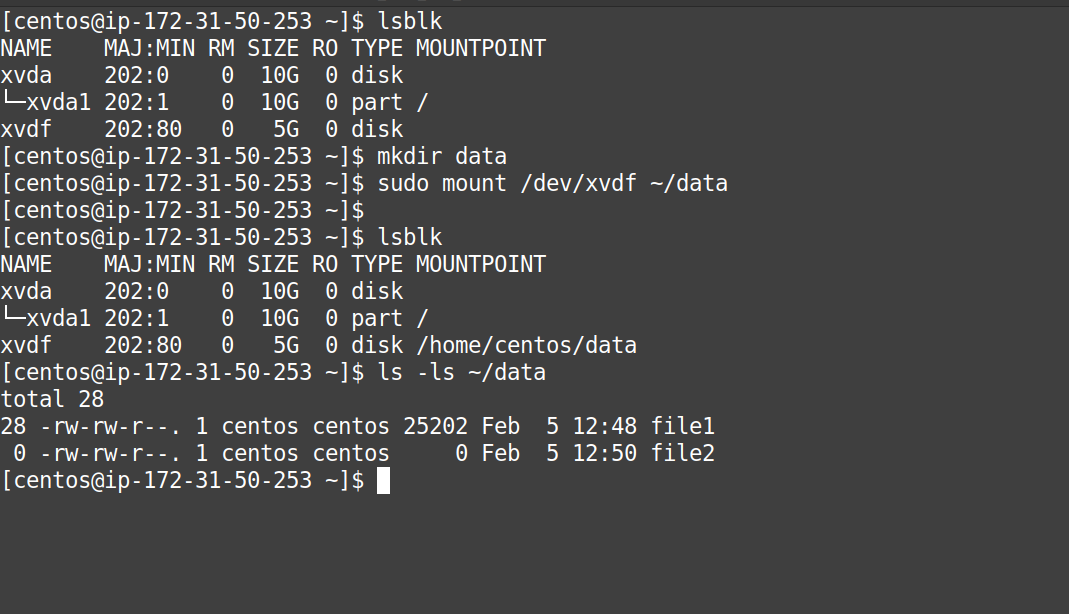 [centos@ip-172-31-50-253 ~]$ lsblk
NAME    MAJ:MIN RM SIZE RO TYPE MOUNTPOINT
xvda    202:0    0  10G  0 disk
└─xvda1 202:1    0  10G  0 part /
xvdf    202:80   0   5G  0 disk
[centos@ip-172-31-50-253 ~]$ mkdir data
[centos@ip-172-31-50-253 ~]$ sudo mount /dev/xvdf ~/data
[centos@ip-172-31-50-253 ~]$
[centos@ip-172-31-50-253 ~]$ lsblk
NAME    MAJ:MIN RM SIZE RO TYPE MOUNTPOINT
xvda    202:0    0  10G  0 disk
└─xvda1 202:1    0  10G  0 part /
xvdf    202:80   0   5G  0 disk /home/centos/data
[centos@ip-172-31-50-253 ~]$ ls -ls ~/data
total 28
28 -rw-rw-r--. 1 centos centos 25202 Feb  5 12:48 file1
 0 -rw-rw-r--. 1 centos centos     0 Feb  5 12:50 file2
[centos@ip-172-31-50-253 ~]$